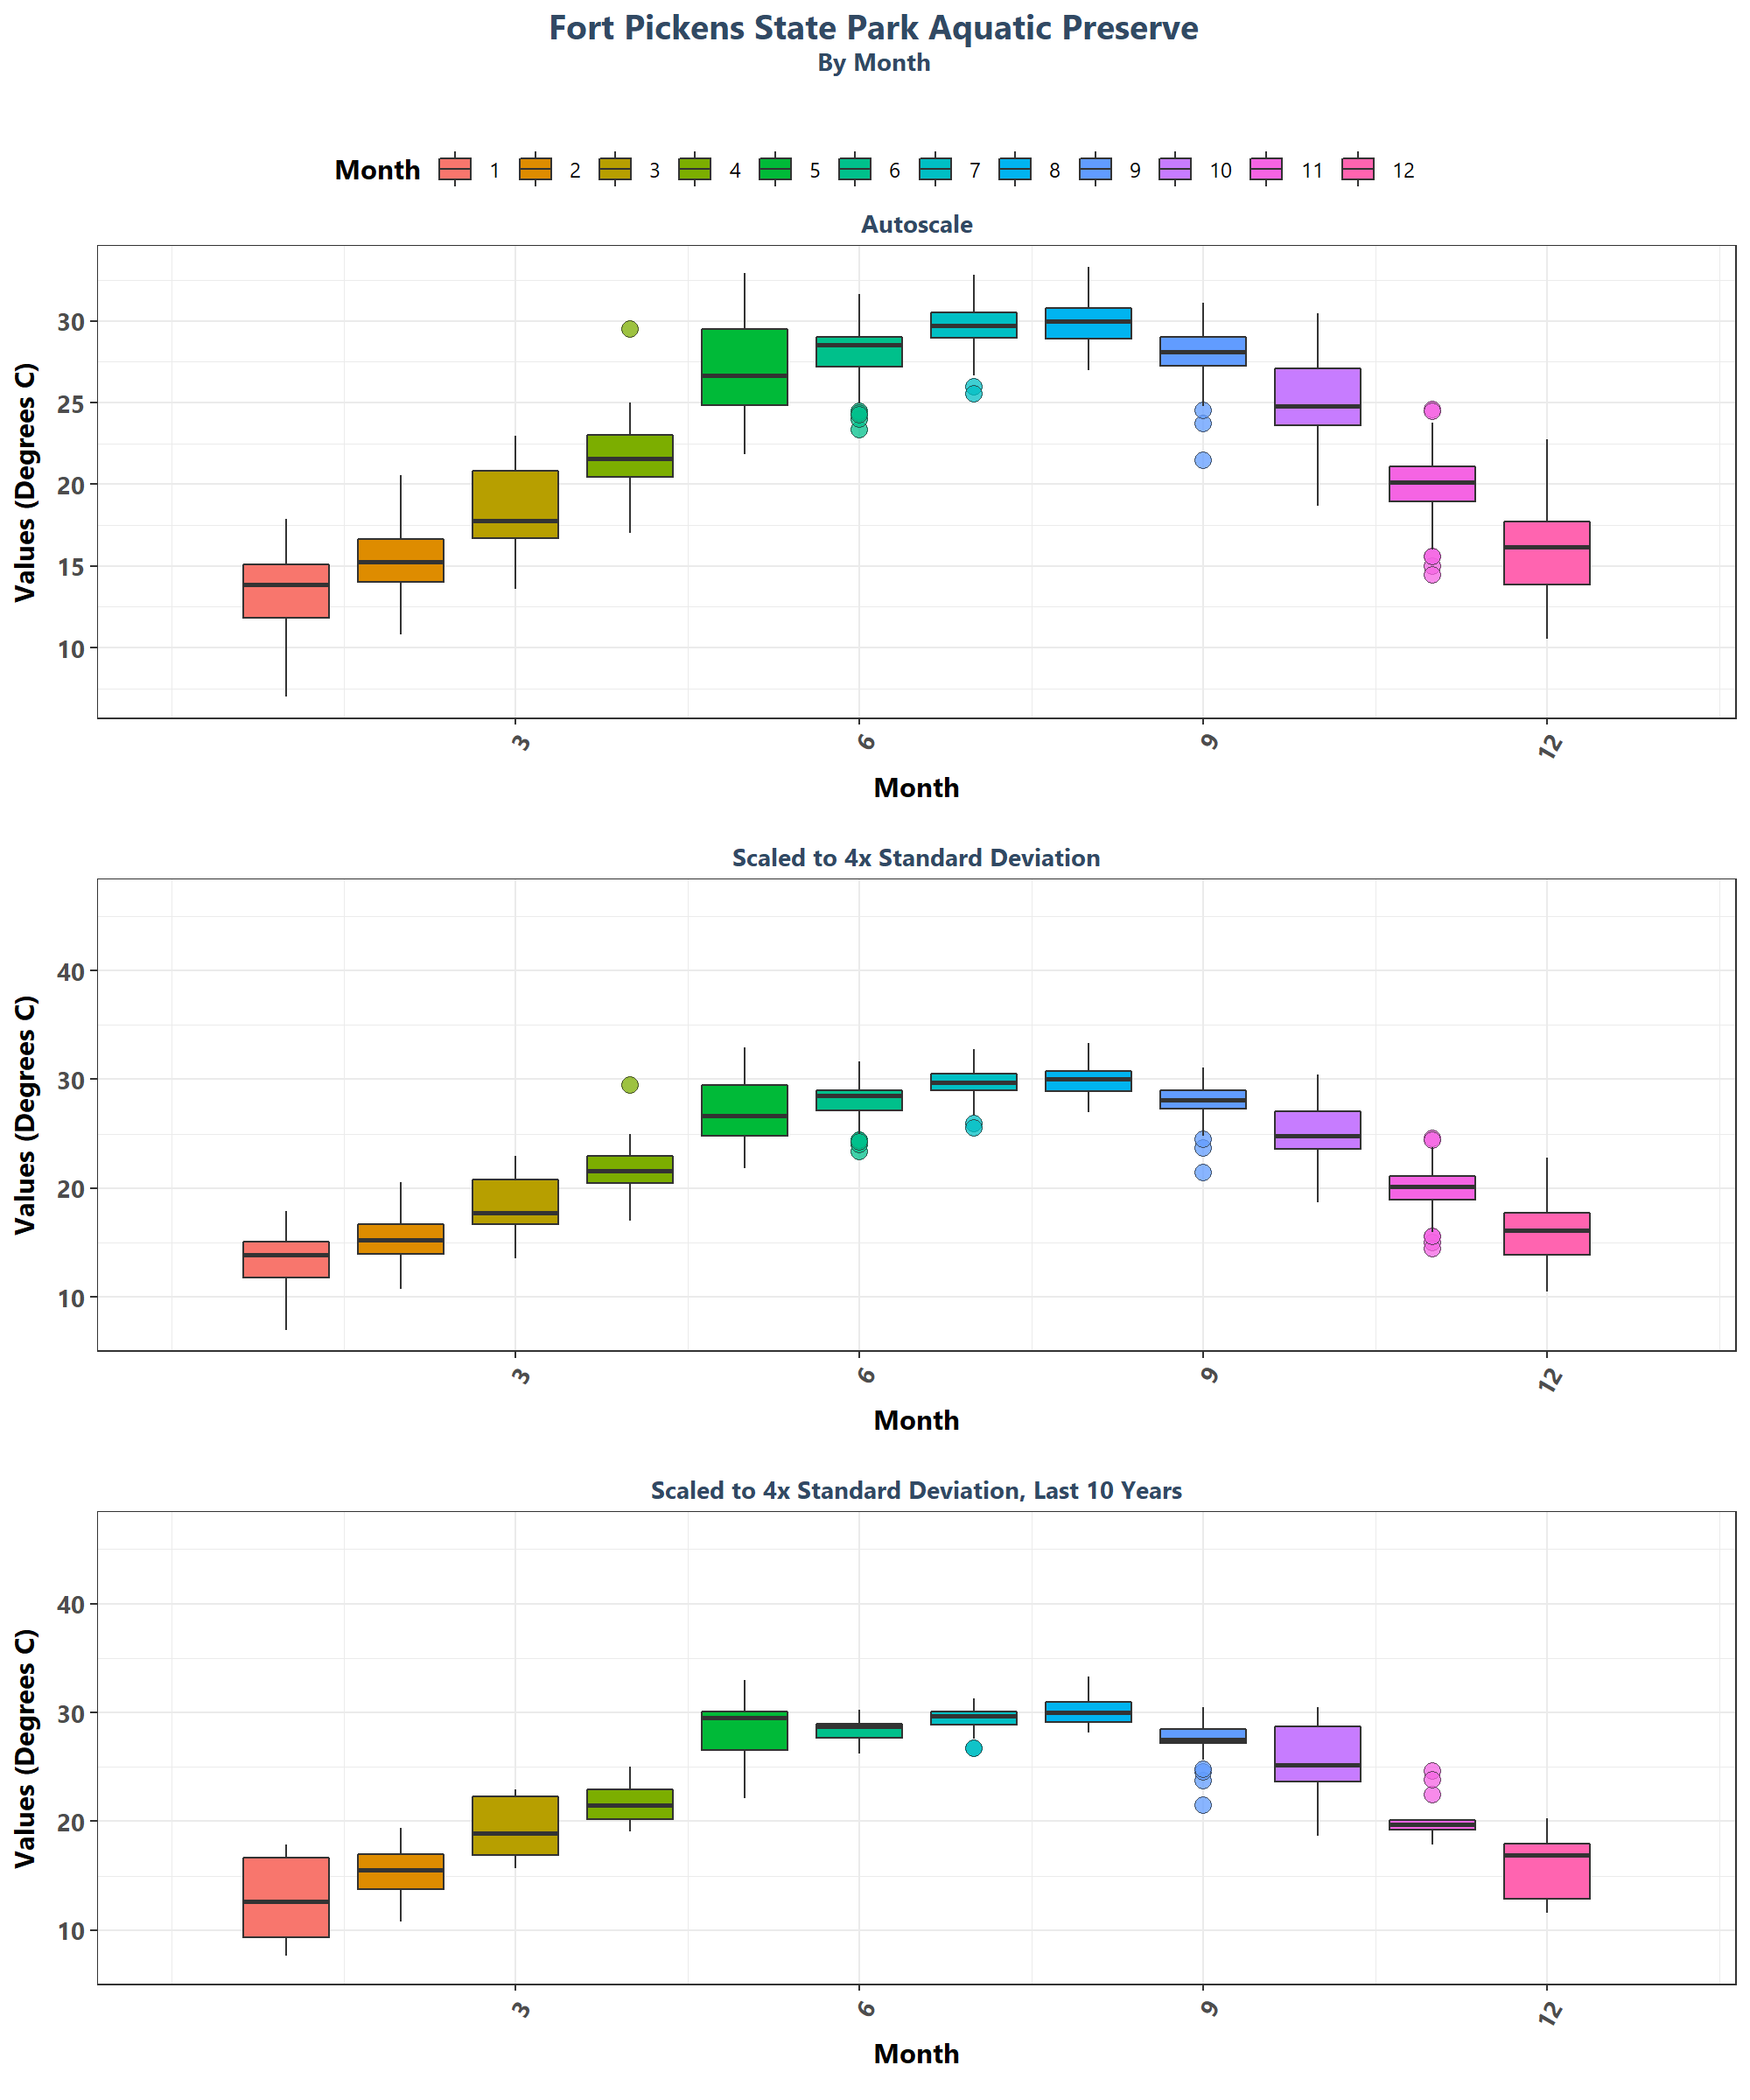 Fort Pickens State Park Aquatic Preserve
By Month
Month 1 2 3 4 5 6 7 8 9 10 11 12
Autoscale
Values (Degrees C)
30
25
20
15
10
3 6 9 12
Month
Scaled to 4x Standard Deviation
Values (Degrees C)
40
30
20
10
3 6 9 12
Month
Scaled to 4x Standard Deviation, Last 10 Years
Values (Degrees C)
40
30
20
10
3 6 9 12
Month